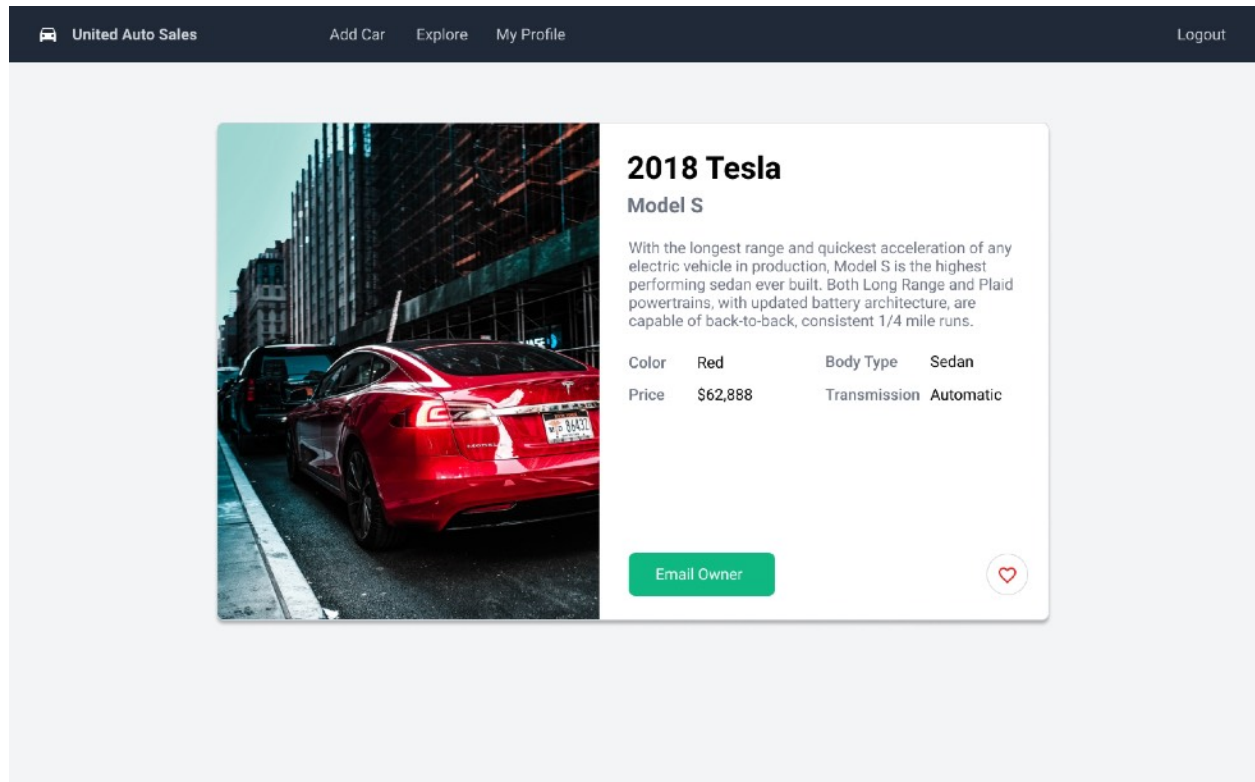 United Auto Sales
Add Car
Explore
My Profile
Logout
2018 Tesla
Model S
With the longest range and quickest acceleration of any
electric vehicle in production, Model S is the highest
performing sedan ever built. Both Long Range and Plaid
powertrains, with updated battery architecture, are
capable of back-to-back, consistent 1/4 mile runs.
Color Red Body Type Sedan
Price $62,888 Transmission Automatic
Email Owner